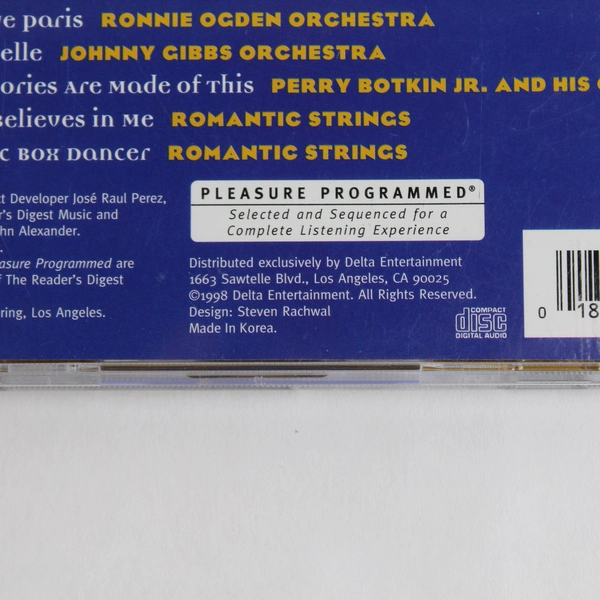 e Paris RONNIE OGDEN ORCHESTRA
elle JOHNNY GIBBS ORCHESTRA
ories Are Made of This PERRY BOTKIN JR. AND HIS
Believes in Me ROMANTIC STRINGS
c Box Dancer ROMANTIC STRINGS
ct Developer José Raul Perez,
r's Digest Music and
hn Alexander.
easure Programmed are
f The Reader's Digest
ring, Los Angeles.
PLEASURE PROGRAMMED®
Selected and Sequenced for a
Complete Listening Experience
Distributed exclusively by Delta Entertainment
1663 Sawtelle Blvd., Los Angeles, CA 90025
©1998 Delta Entertainment. All Rights Reserved.
Design: Steven Rachwal
Made In Korea.
COMPACT
disc
DIGITAL AUDIO
0 18